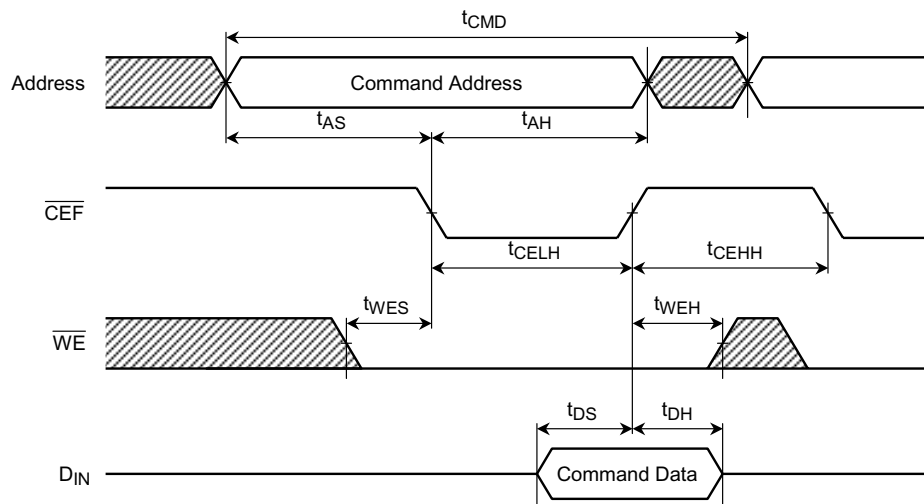 tCMD
Address
Command Address
tAS
tAH
CEF
tCELH
tCEHH
tWES
tWEH
WE
tDS
tDH
DIN
Command Data